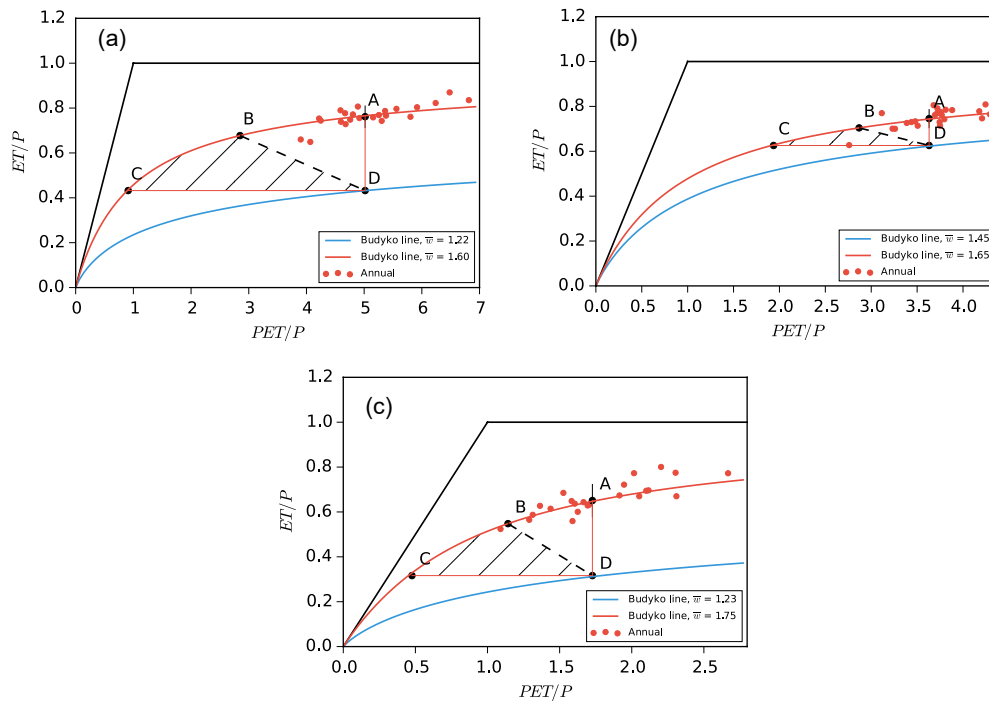 (a)
1.2
1.0
0.8
0.6
0.4
0.2
0.0
ET/P
A
B
C
D
Budyko line, w̅ = 1.22
Budyko line, w̅ = 1.60
Annual
0 1 2 3 4 5 6 7
PET/P
(b)
1.2
1.0
0.8
0.6
0.4
0.2
0.0
ET/P
A
B
C
D
Budyko line, w̅ = 1.45
Budyko line, w̅ = 1.65
Annual
0.0 0.5 1.0 1.5 2.0 2.5 3.0 3.5 4.0
PET/P
(c)
1.2
1.0
0.8
0.6
0.4
0.2
0.0
ET/P
A
B
C
D
Budyko line, w̅ = 1.23
Budyko line, w̅ = 1.75
Annual
0.0 0.5 1.0 1.5 2.0 2.5
PET/P